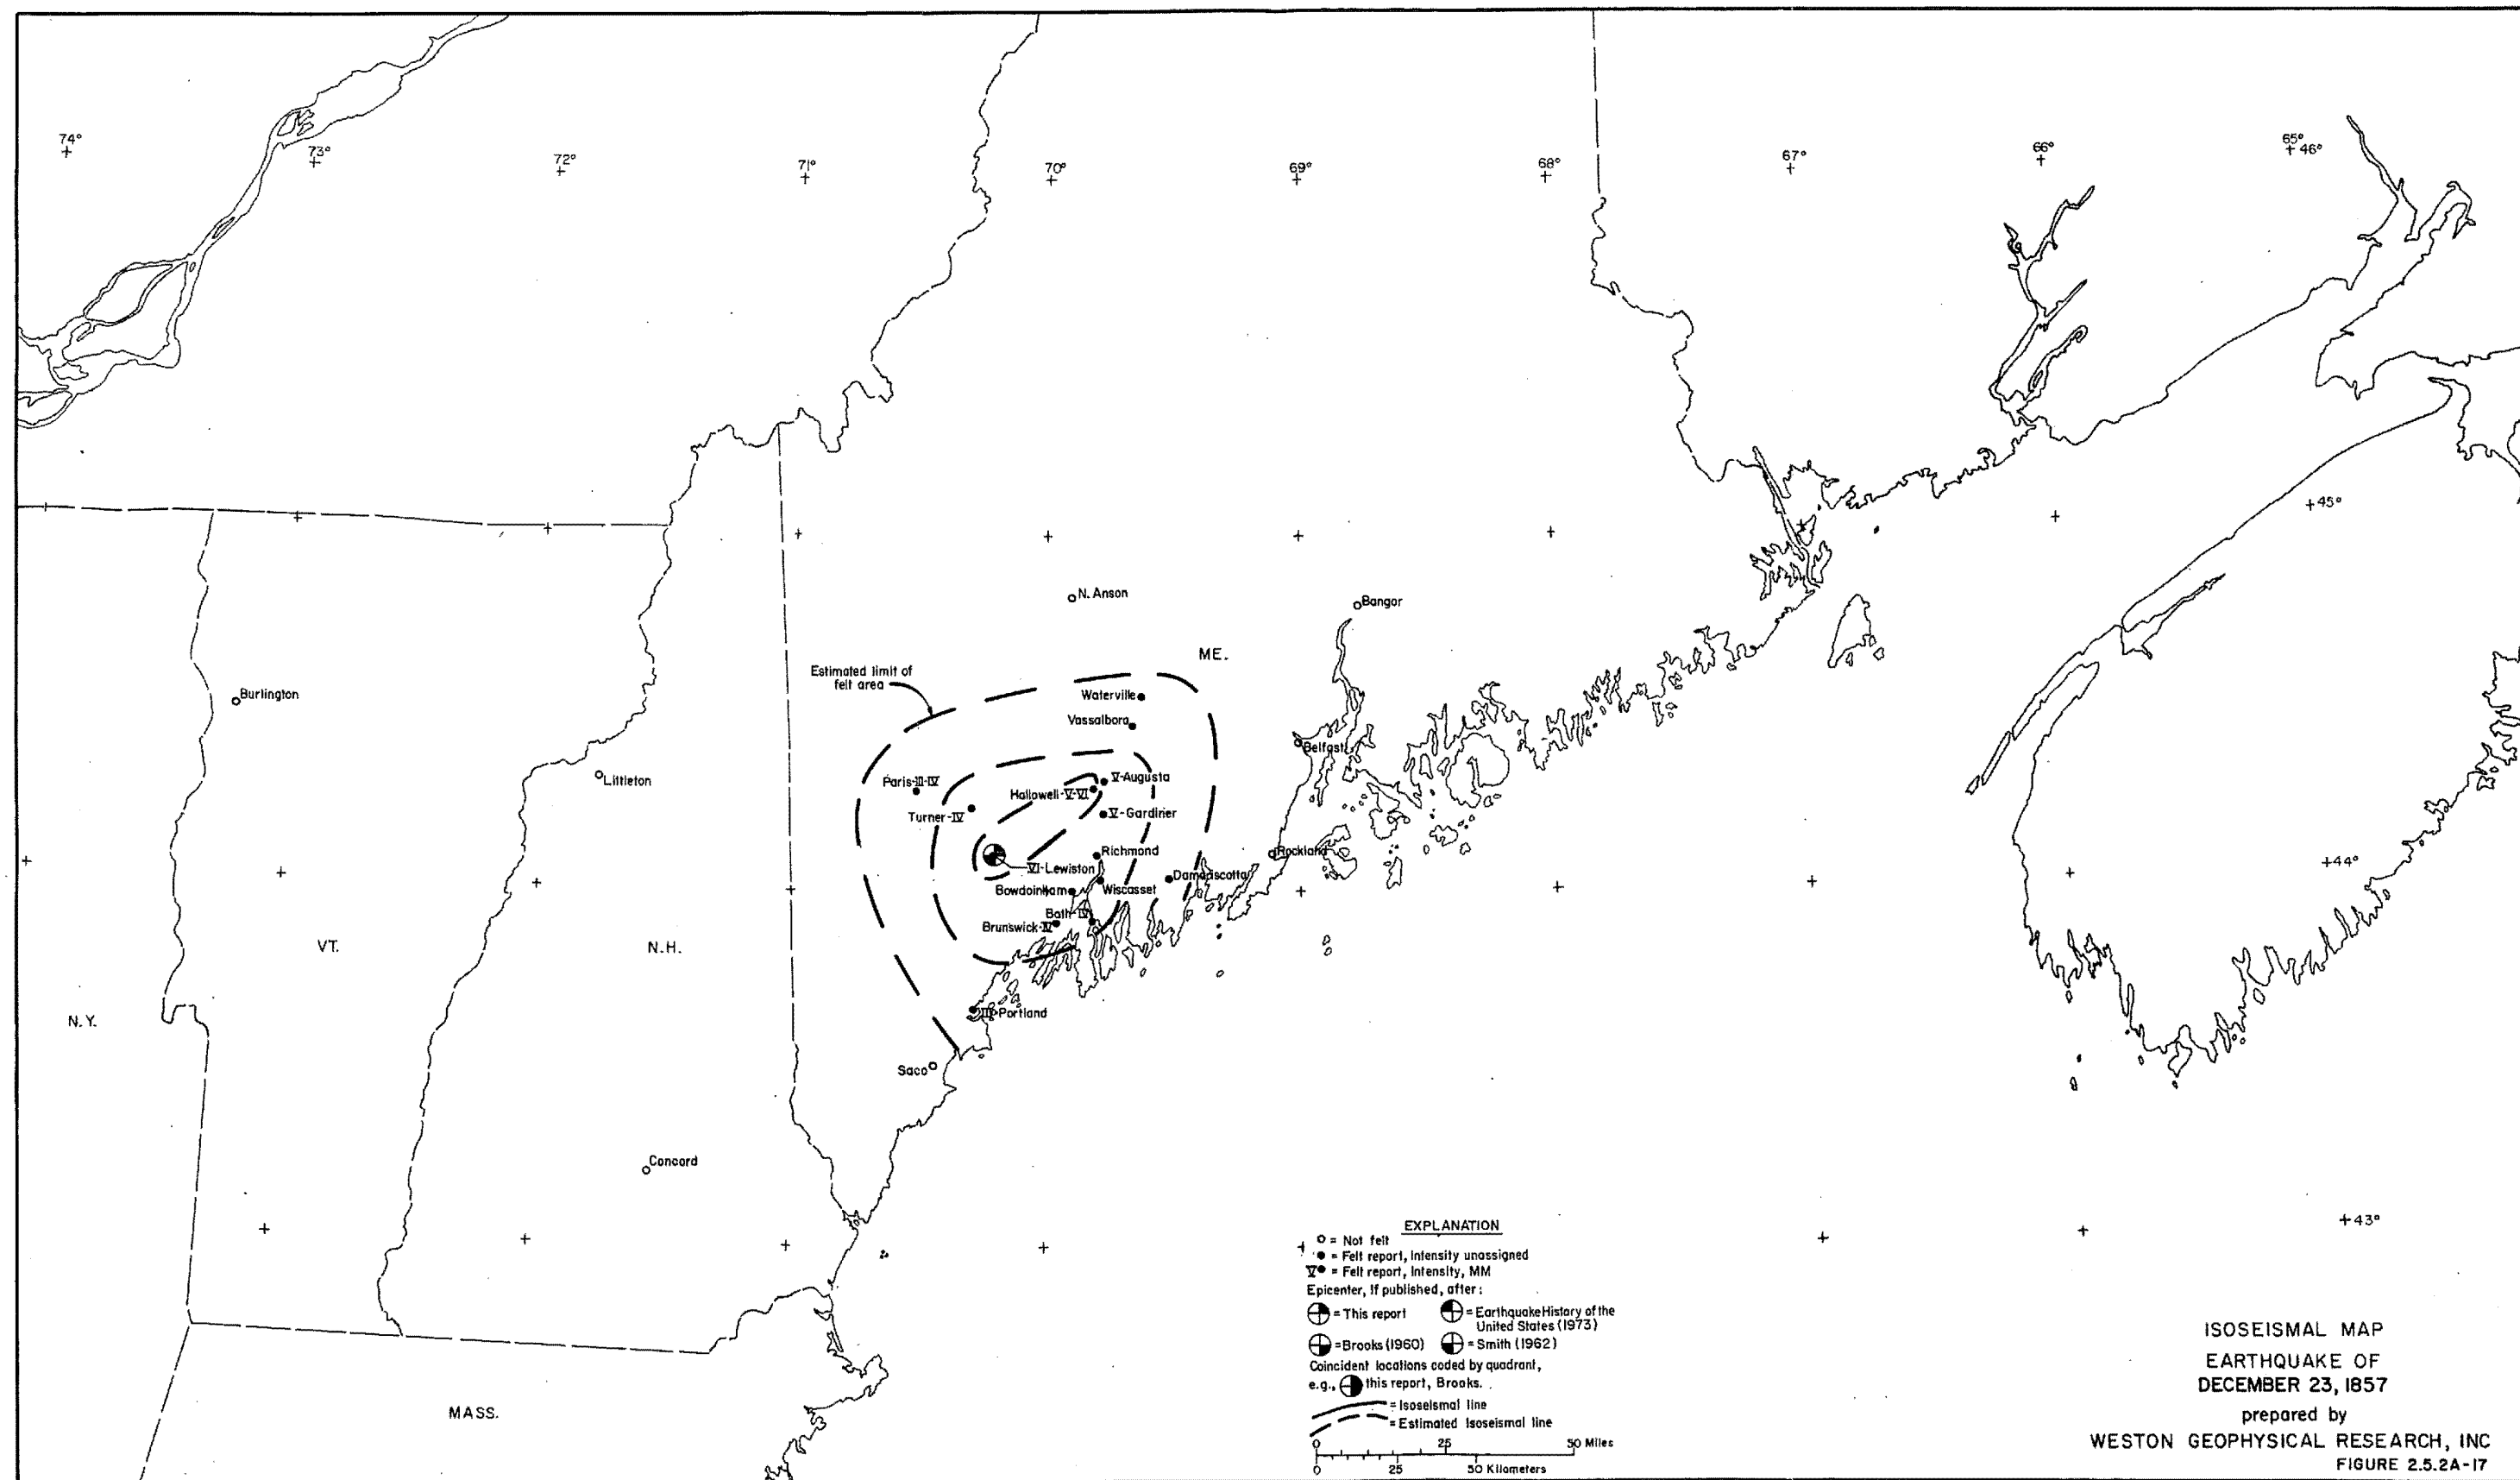 74°
73°
72°
71°
70°
69°
68°
67°
66°
65°
46°
45°
N. Anson
Bangor
ME.
Estimated limit of
felt area
Burlington
Waterville
Vassalboro
Belfast
Littleton
Paris-III-IV
V-Augusta
Hallowell-V-VI
Turner-IV
V-Gardiner
Richmond
Rockland
44°
VI-Lewiston
Damariscotta
Bowdoinham
Wiscasset
Bath-IV
Brunswick-IV
VT.
N.H.
N.Y.
III-Portland
Saco
Concord
43°
MASS.
EXPLANATION
= Not felt
= Felt report, Intensity unassigned
V = Felt report, Intensity, MM
Epicenter, If published, after:
= This report
= Earthquake History of the
United States (1973)
= Brooks (1960)
= Smith (1962)
Coincident locations coded by quadrant,
e.g., this report, Brooks.
= Isoseismal line
= Estimated Isoseismal line
0 25 50 Miles
0 25 50 Kilometers
ISOSEISMAL MAP
EARTHQUAKE OF
DECEMBER 23, 1857
prepared by
WESTON GEOPHYSICAL RESEARCH, INC
FIGURE 2.5.2A-17